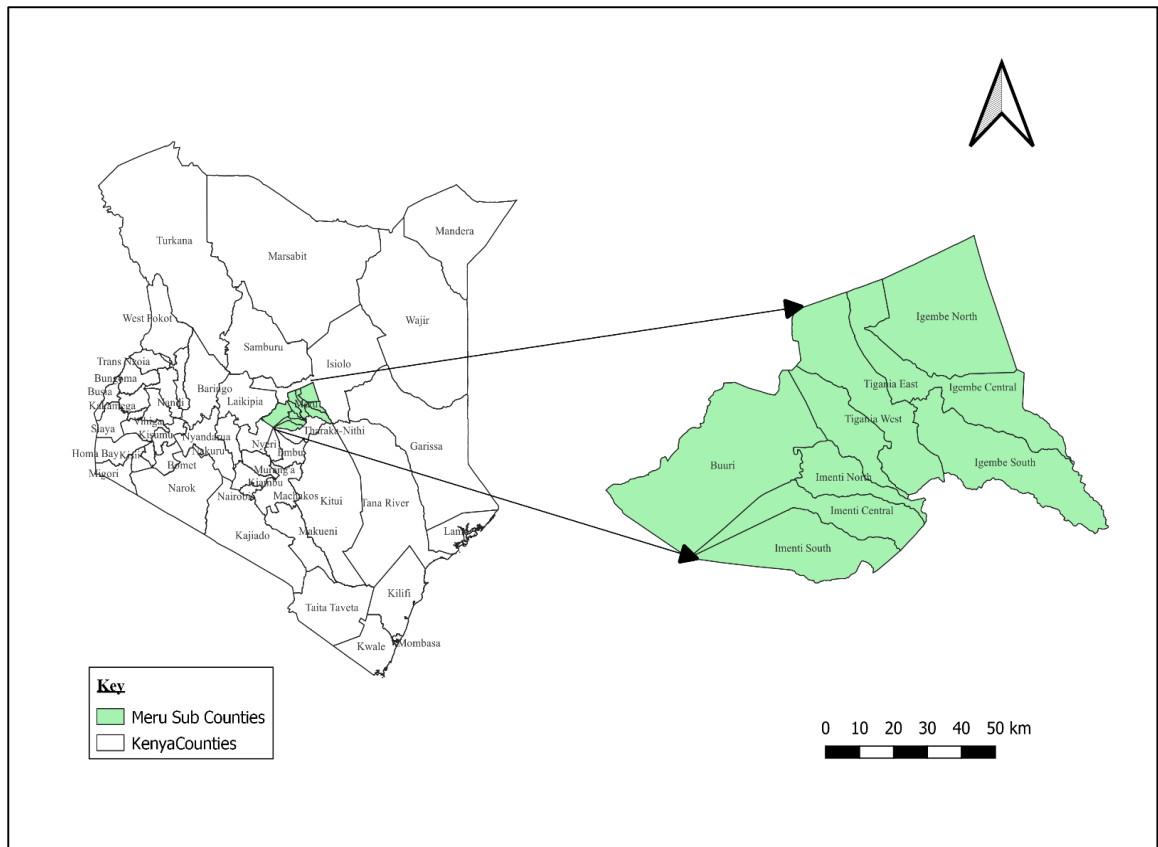 Turkana
Mandera
Marsabit
Wajir
West Pokot
Samburu
Isiolo
Trans Nzoia
Bungoma
Baringo
Laikipia
Busia
Kakamega
Nandi
Meru
Siaya
Vihiga
Kisumu
Nyandarua
Tharaka-Nithi
Nyeri
Embu
Garissa
Homa Bay
Kisii
Nakuru
Bomet
Murang'a
Migori
Kiambu
Narok
Nairobi
Machakos
Kitui
Tana River
Kajiado
Makueni
Lamu
Taita Taveta
Kilifi
Kwale
Mombasa
Igembe North
Tigania East
Igembe Central
Tigania West
Buuri
Igembe South
Imenti North
Imenti Central
Imenti South
Key
Meru Sub Counties
KenyaCounties
0 10 20 30 40 50 km